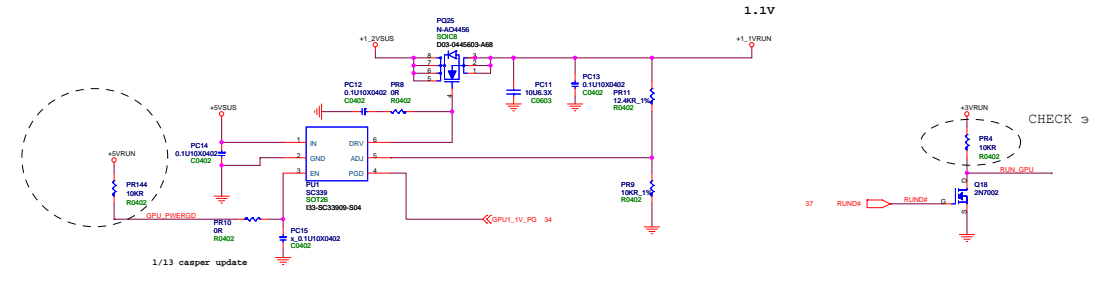 1.1V
+1_2VSUS
PQ25
N-AO4456
SOIC8
D03-0445603-A68
+1_1VRUN
8
7
6
5
3
2
1
4
PC12
0.1U10X0402
C0402
PR8
0R
R0402
PC11
10U6.3X
C0603
PC13
0.1U10X0402
C0402
PR11
12.4KR_1%
R0402
+5VSUS
PC14
0.1U10X0402
C0402
1
2
3
IN
GND
EN
DRV
ADJ
PGD
6
5
4
PU1
SC339
SOT26
I33-SC33909-S04
+5VRUN
PR144
10KR
R0402
GPU_PWERGD
PR10
0R
R0402
PC15
x_0.1U10X0402
C0402
GPU1_1V_PG 34
PR9
10KR_1%
R0402
1/13 casper update
+3VRUN
PR4
10KR
R0402
CHECK
RUN_GPU
D
Q18
2N7002
G
S
37
RUND#
RUND#